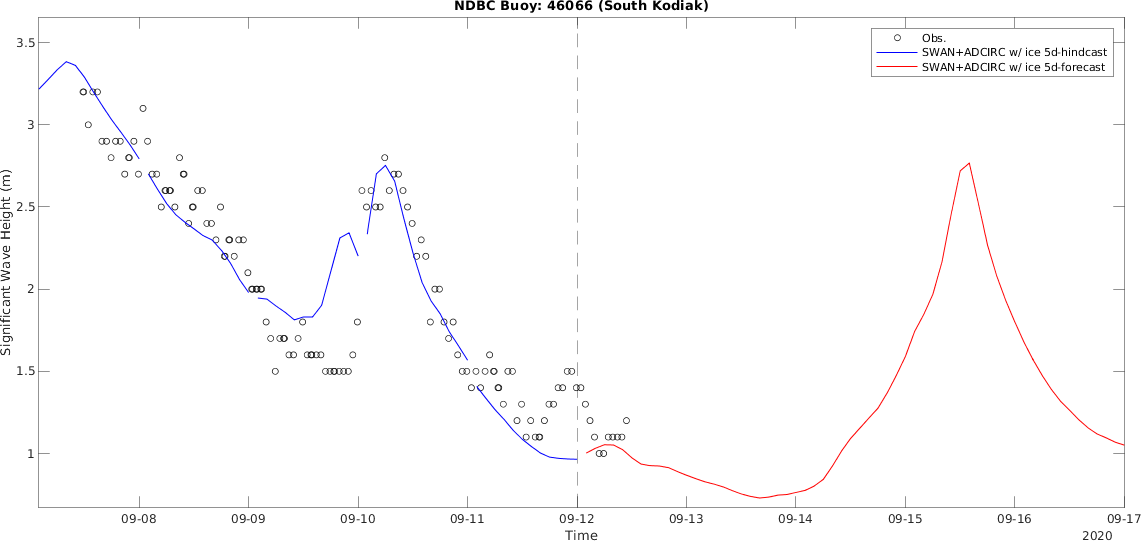 NDBC Buoy: 46066 (South Kodiak)
Obs.
SWAN+ADCIRC w/ ice 5d-hindcast
SWAN+ADCIRC w/ ice 5d-forecast
Significant Wave Height (m)
3.5
3
2.5
2
1.5
1
09-08 09-09 09-10 09-11 09-12 09-13 09-14 09-15 09-16 09-17
Time
2020